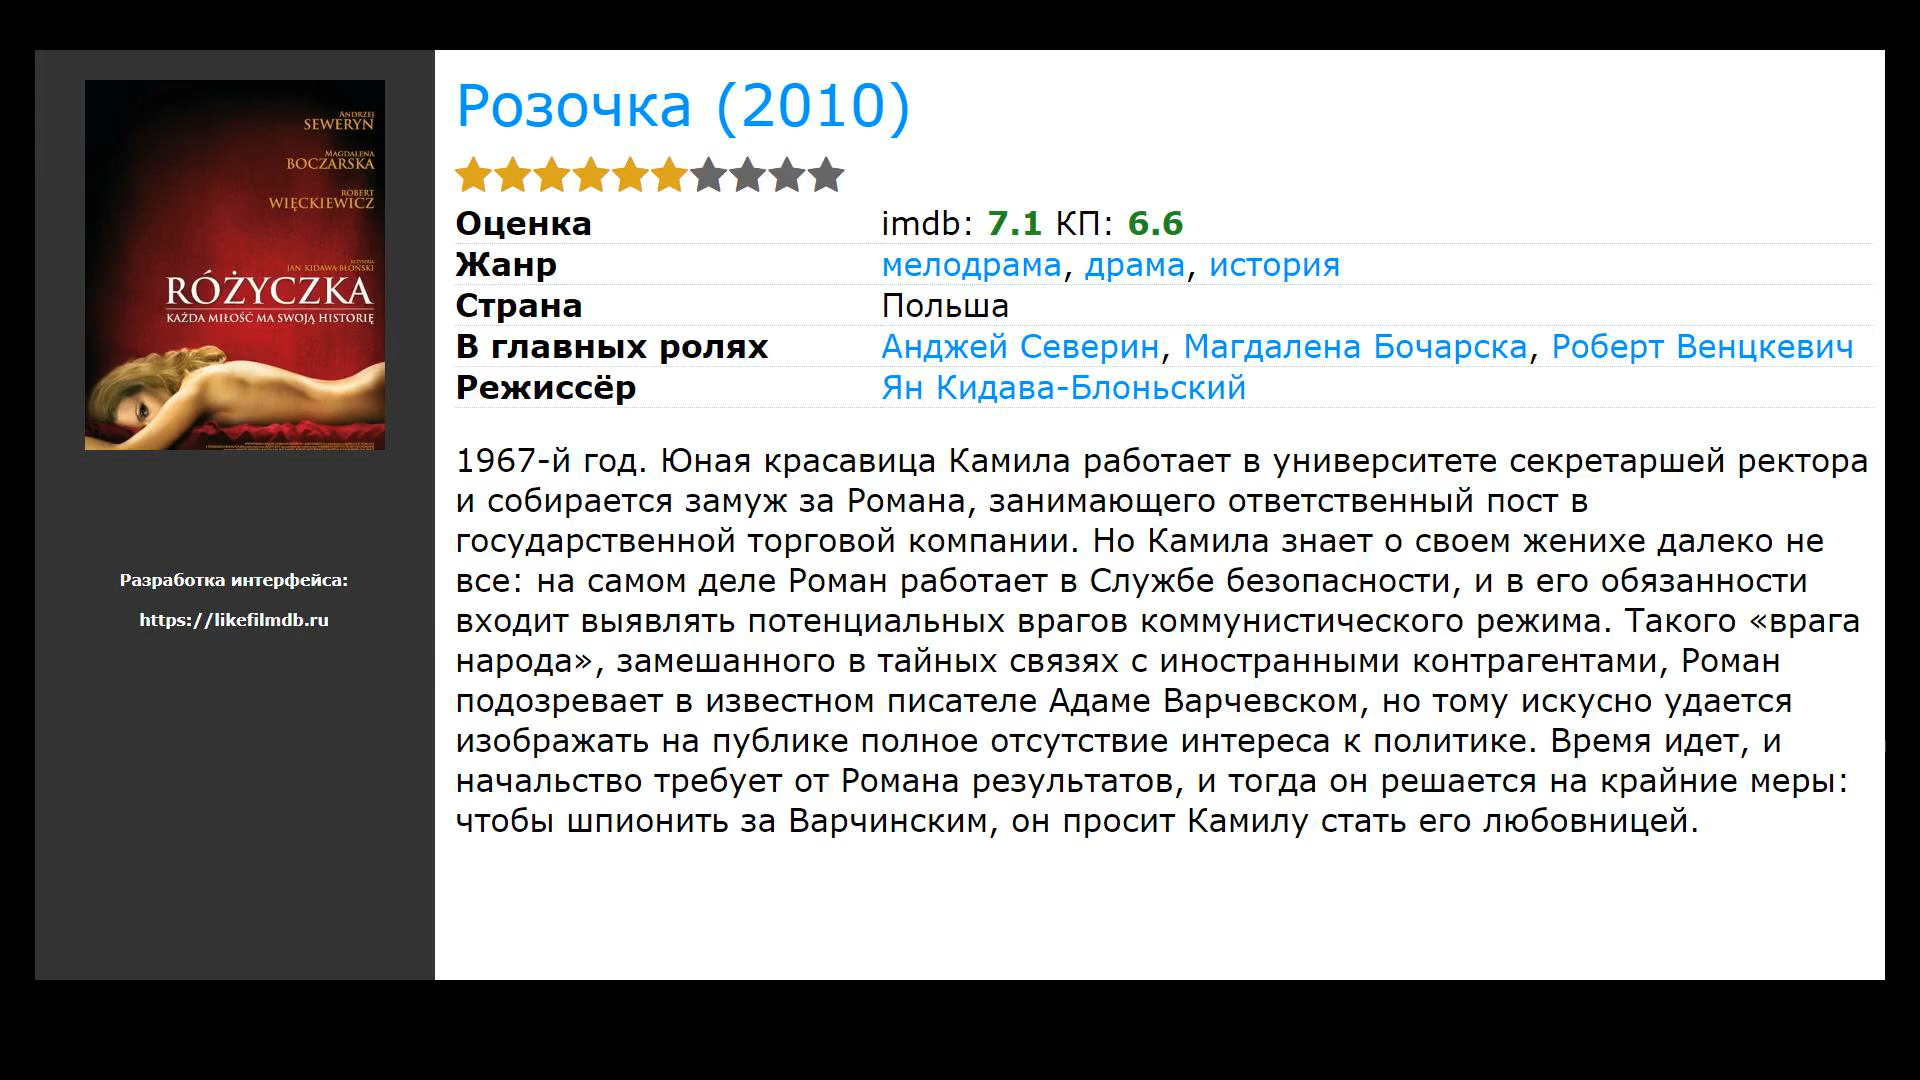 ANDRZEJ
SEWERYN
MAGDALENA
BOCZARSKA
ROBERT
WIĘCKIEWICZ
REŻYSERIA
JAN KIDAWA-BŁOŃSKI
RÓŻYCZKA
KAŻDA MIŁOŚĆ MA SWOJĄ HISTORIĘ
Разработка интерфейса:
https://likefilmdb.ru
Розочка (2010)
Оценка imdb: 7.1 КП: 6.6
Жанр мелодрама, драма, история
Страна Польша
В главных ролях Анджей Северин, Магдалена Бочарска, Роберт Венцкевич
Режиссёр Ян Кидава-Блоньский
1967-й год. Юная красавица Камила работает в университете секретаршей ректора
и собирается замуж за Романа, занимающего ответственный пост в
государственной торговой компании. Но Камила знает о своем женихе далеко не
все: на самом деле Роман работает в Службе безопасности, и в его обязанности
входит выявлять потенциальных врагов коммунистического режима. Такого «врага
народа», замешанного в тайных связях с иностранными контрагентами, Роман
подозревает в известном писателе Адаме Варчевском, но тому искусно удается
изображать на публике полное отсутствие интереса к политике. Время идет, и
начальство требует от Романа результатов, и тогда он решается на крайние меры:
чтобы шпионить за Варчинским, он просит Камилу стать его любовницей.